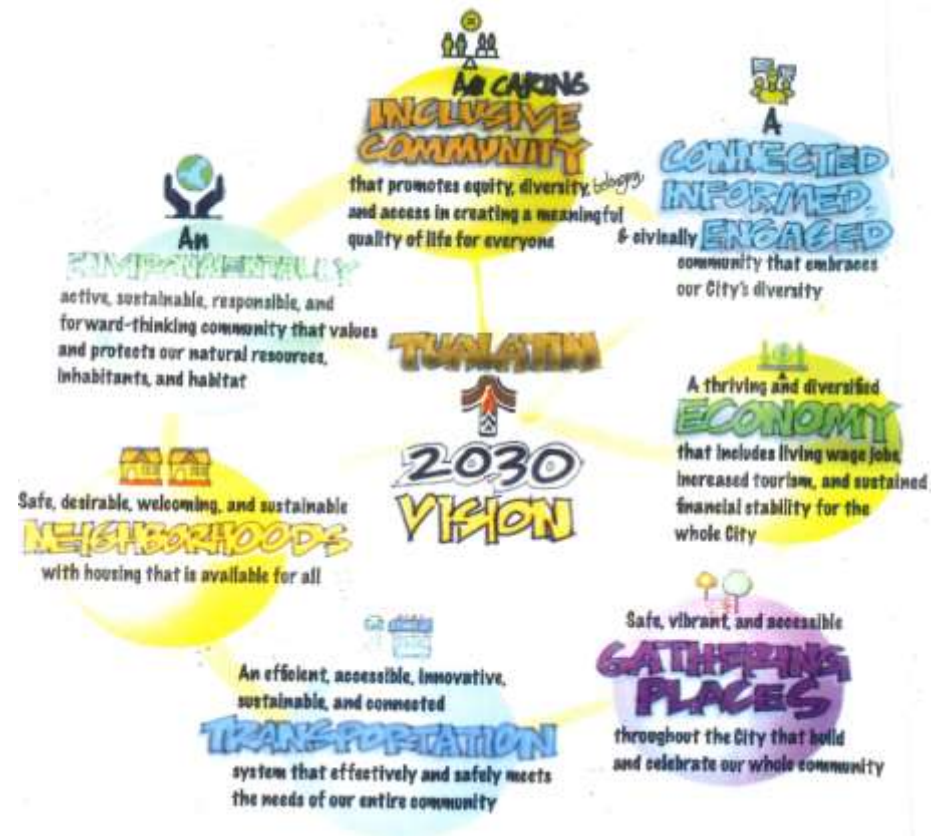 An CARING
INCLUSIVE
COMMUNITY
that promotes equity, diversity, belonging,
and access in creating a meaningful
quality of life for everyone
A
CONNECTED
INFORMED,
& civically ENGAGED
community that embraces
our City's diversity
An
ENVIRONMENTALLY
active, sustainable, responsible, and
forward-thinking community that values
and protects our natural resources,
inhabitants, and habitat
TUALATIN
2030
VISION
A thriving and diversified
ECONOMY
that includes living wage jobs,
increased tourism, and sustained
financial stability for the
whole City
Safe, desirable, welcoming, and sustainable
NEIGHBORHOODS
with housing that is available for all
Safe, vibrant, and accessible
GATHERING
PLACES
throughout the City that build
and celebrate our whole community
An efficient, accessible, innovative,
sustainable, and connected
TRANSPORTATION
system that effectively and safely meets
the needs of our entire community